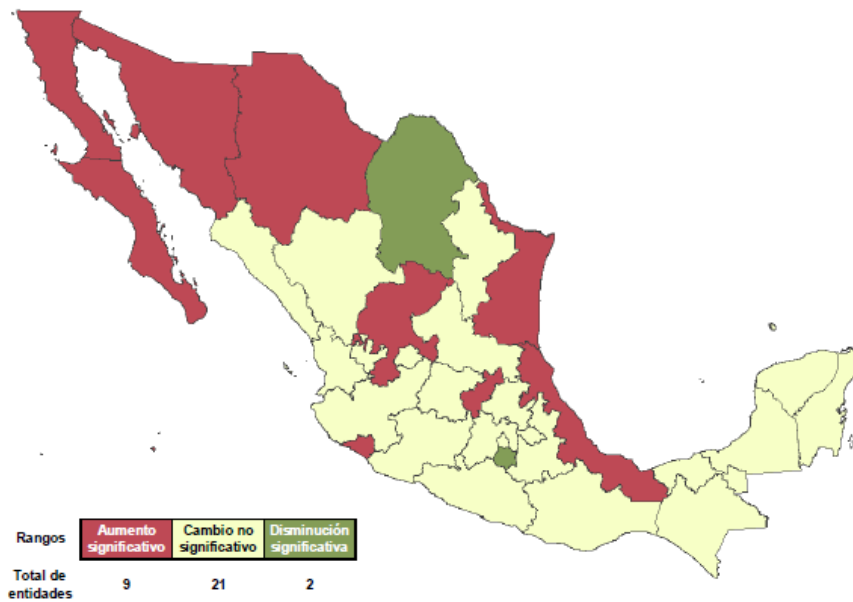 Rangos
Aumento significativo
Cambio no significativo
Disminución significativa
Total de entidades
9
21
2